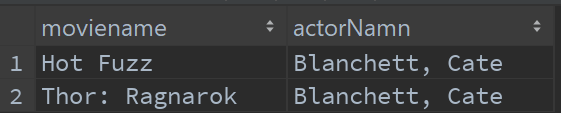 moviename actorNamn
1 Hot Fuzz Blanchett, Cate
2 Thor: Ragnarok Blanchett, Cate